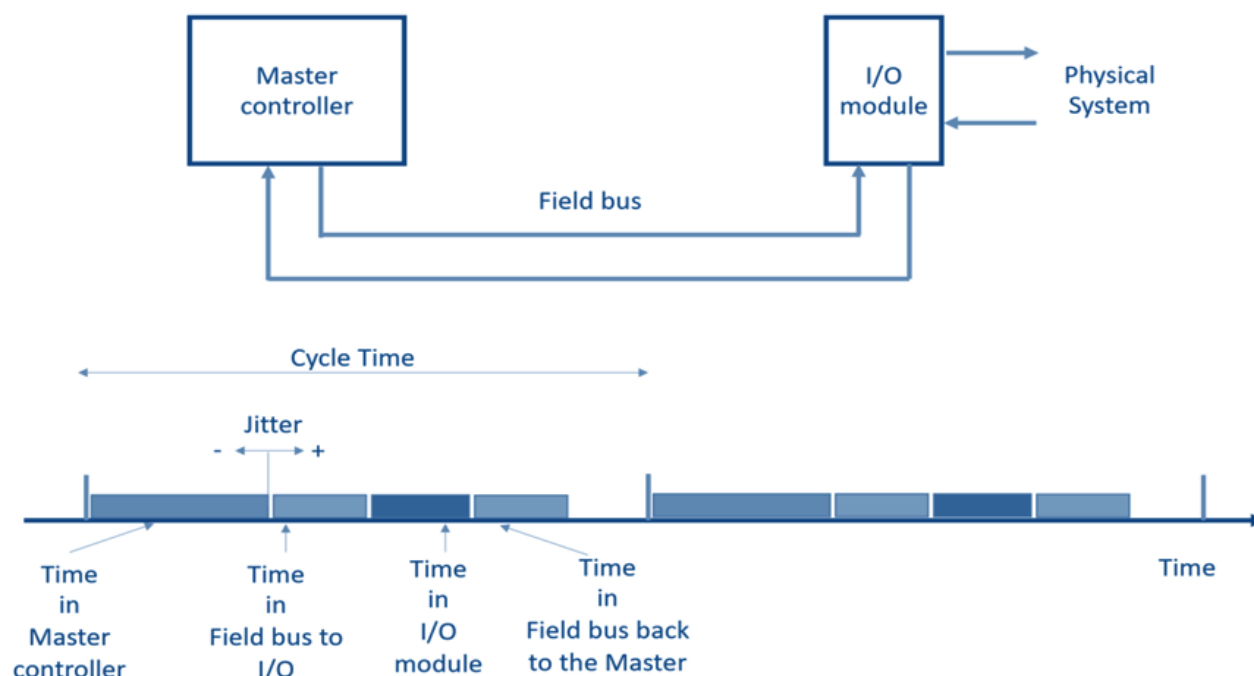 Master
controller
I/O
module
Physical
System
Field bus
Cycle Time
Jitter
- +
Time
in
Master
controller
Time
in
Field bus to
I/O
Time
in
I/O
module
Time
in
Field bus back
to the Master
Time